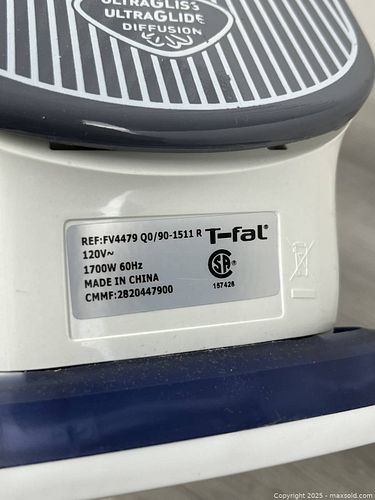 ULTRAGLISS
ULTRAGLIDE
DIFFUSION
REF:FV4479 Q0/90-1511 R
T-fal
120V~
1700W 60Hz
MADE IN CHINA
CMMF:2820447900
SA ®
157426
Copyright 2025 - maxsold.com